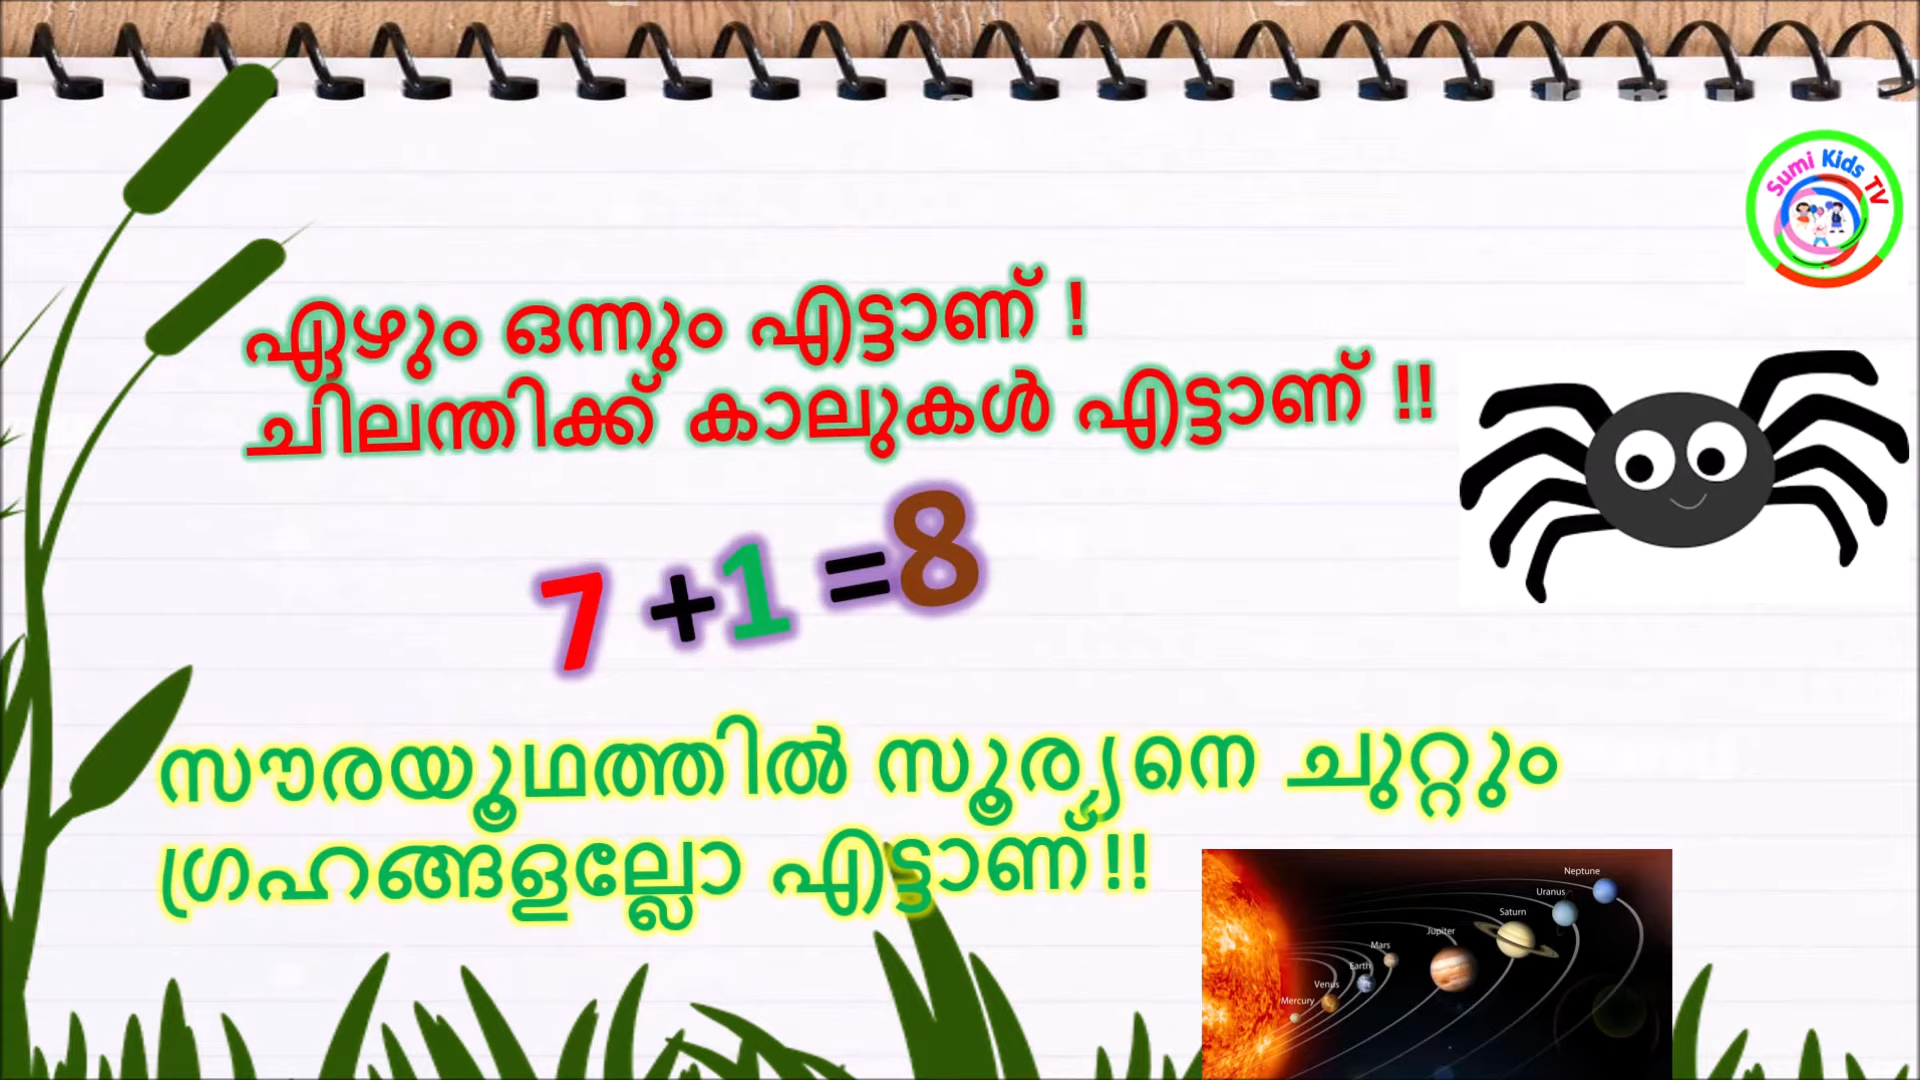 Sumi Kids TV
ഏഴും ഒന്നും എട്ടാണ് !
ചിലന്തിക്ക് കാലുകൾ എട്ടാണ് !!
7 +1 =8
സൗരയൂഥത്തിൽ സൂര്യനെ ചുറ്റും
ഗ്രഹങ്ങളല്ലോ എട്ടാണ്!!
Neptune
Uranus
Saturn
Jupiter
Mars
Earth
Venus
Mercury